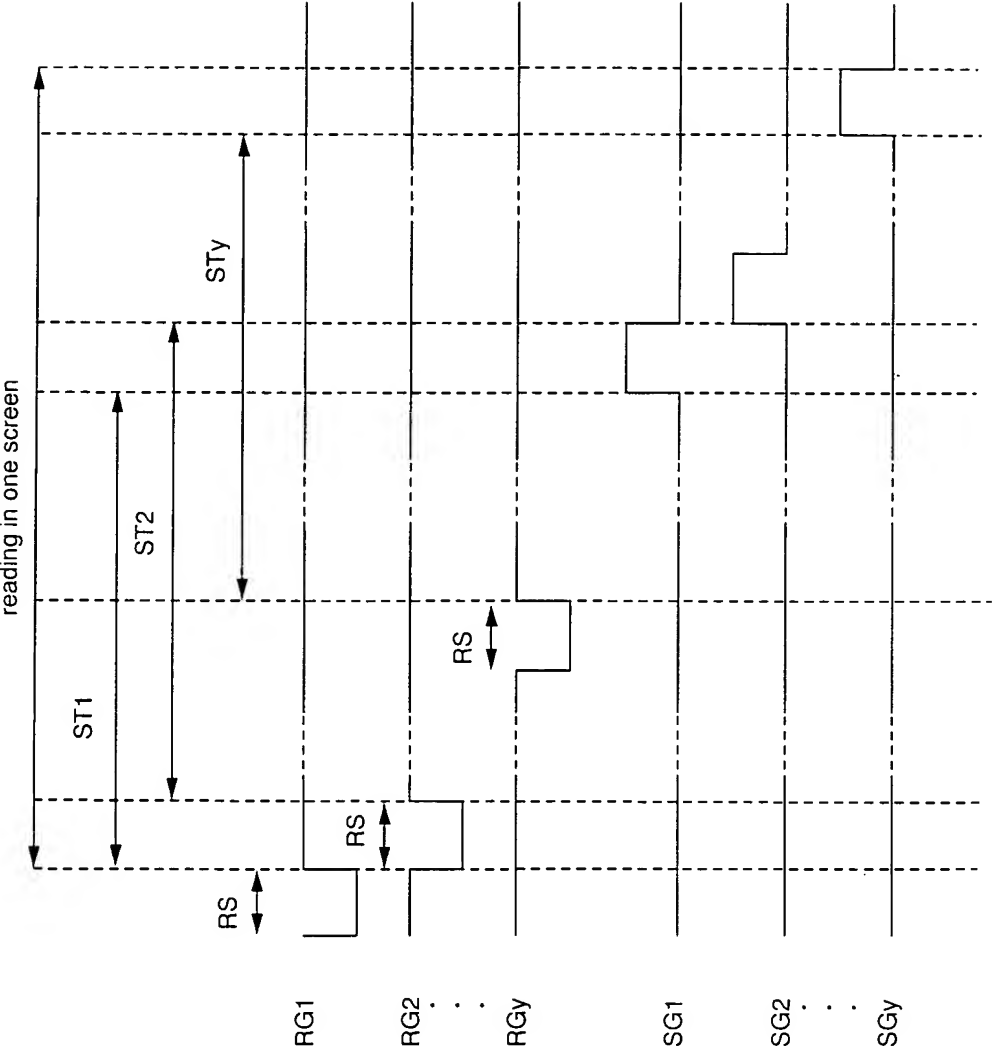 reading in one screen
ST1
ST2
STy
RS
RG1
RS
RG2
.
.
RS
.
RGy
SG1
SG2
.
.
.
SGy